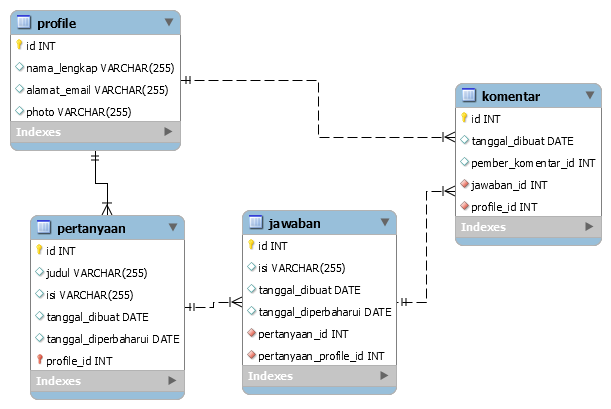 profile
id INT
nama_lengkap VARCHAR(255)
alamat_email VARCHAR(255)
photo VARCHAR(255)
Indexes
komentar
id INT
tanggal_dibuat DATE
pember_komentar_id INT
jawaban_id INT
profile_id INT
Indexes
pertanyaan
id INT
judul VARCHAR(255)
isi VARCHAR(255)
tanggal_dibuat DATE
tanggal_diperbaharui DATE
profile_id INT
Indexes
jawaban
id INT
isi VARCHAR(255)
tanggal_dibuat DATE
tanggal_diperbaharui DATE
pertanyaan_id INT
pertanyaan_profile_id INT
Indexes